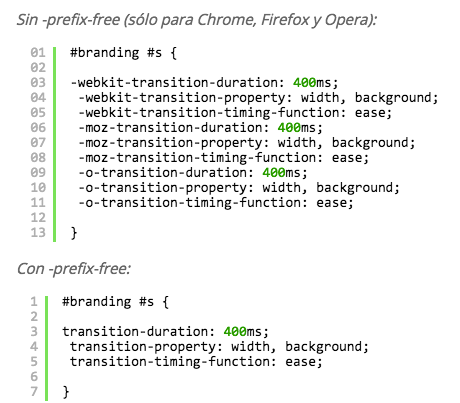 Sin -prefix-free (sólo para Chrome, Firefox y Opera):
01 #branding #s {
02
03 -webkit-transition-duration: 400ms;
04 -webkit-transition-property: width, background;
05 -webkit-transition-timing-function: ease;
06 -moz-transition-duration: 400ms;
07 -moz-transition-property: width, background;
08 -moz-transition-timing-function: ease;
09 -o-transition-duration: 400ms;
10 -o-transition-property: width, background;
11 -o-transition-timing-function: ease;
12
13 }
Con -prefix-free:
1 #branding #s {
2
3 transition-duration: 400ms;
4 transition-property: width, background;
5 transition-timing-function: ease;
6
7 }